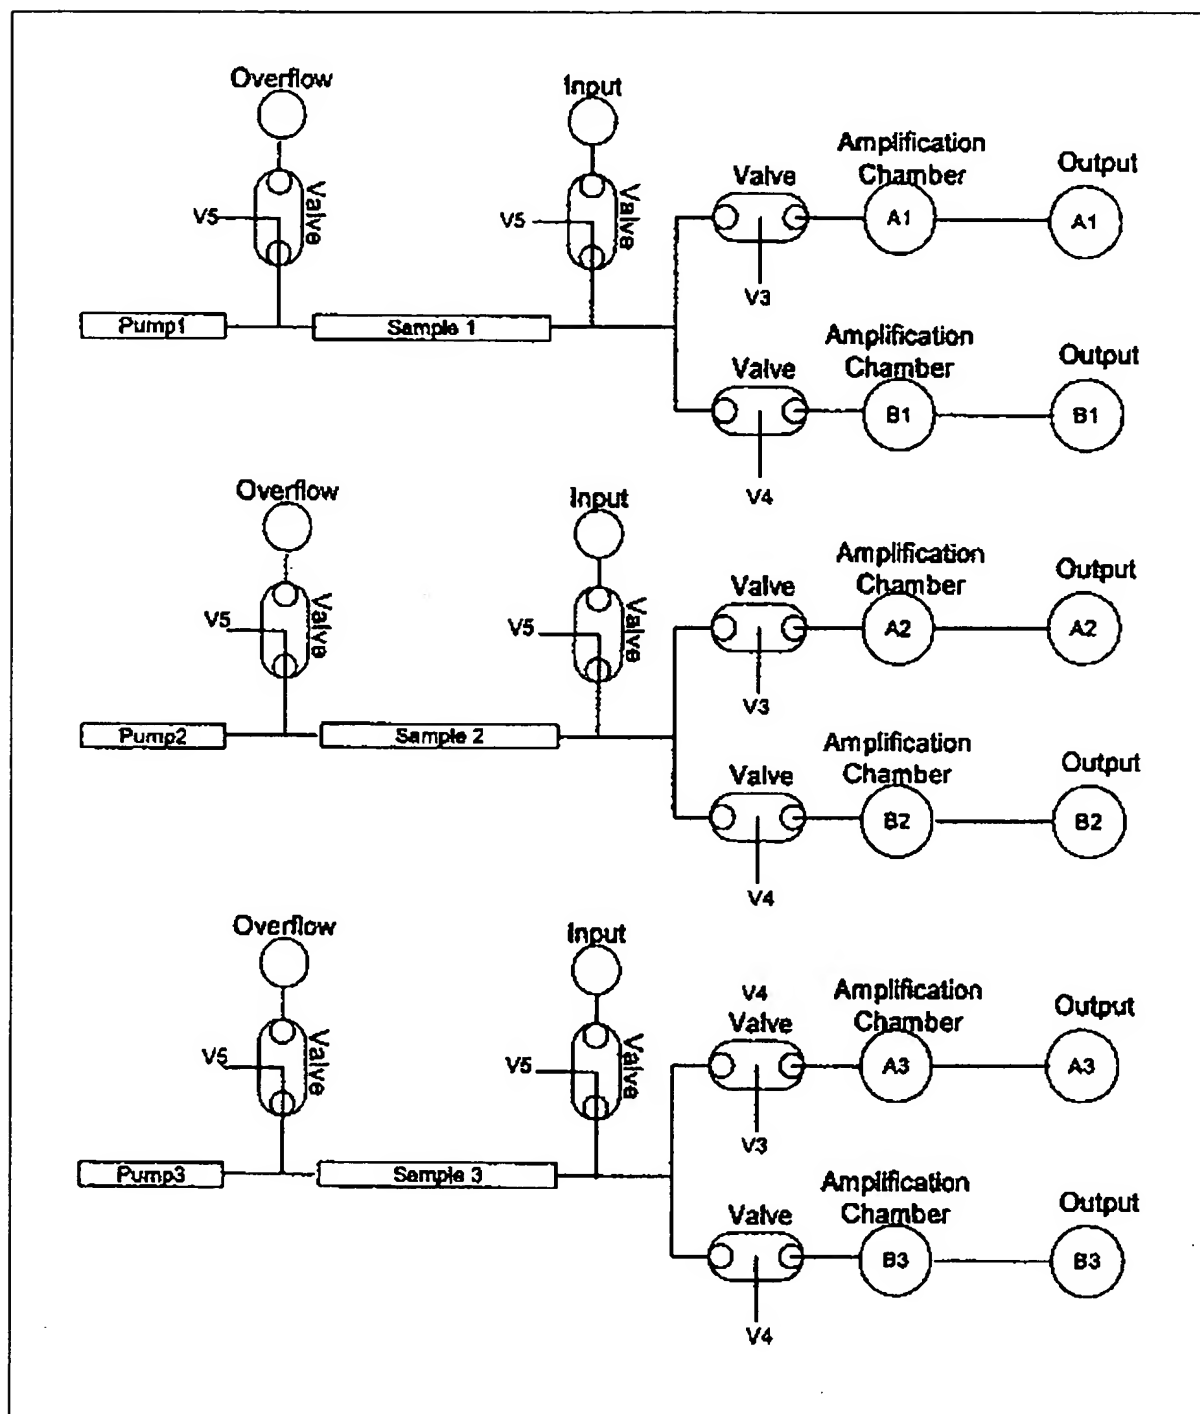 Overflow
Input
Amplification
Chamber
Output
Valve
Valve
Valve
V5
V5
A1
A1
V3
Pump1
Sample 1
Amplification
Chamber
Output
Valve
B1
B1
V4
Overflow
Input
Amplification
Chamber
Output
Valve
Valve
Valve
V5
V5
A2
A2
V3
Pump2
Sample 2
Amplification
Chamber
Output
Valve
B2
B2
V4
Overflow
Input
V4
Valve
Amplification
Chamber
Output
Valve
Valve
V5
V5
A3
A3
V3
Pump3
Sample 3
Amplification
Chamber
Output
Valve
B3
B3
V4